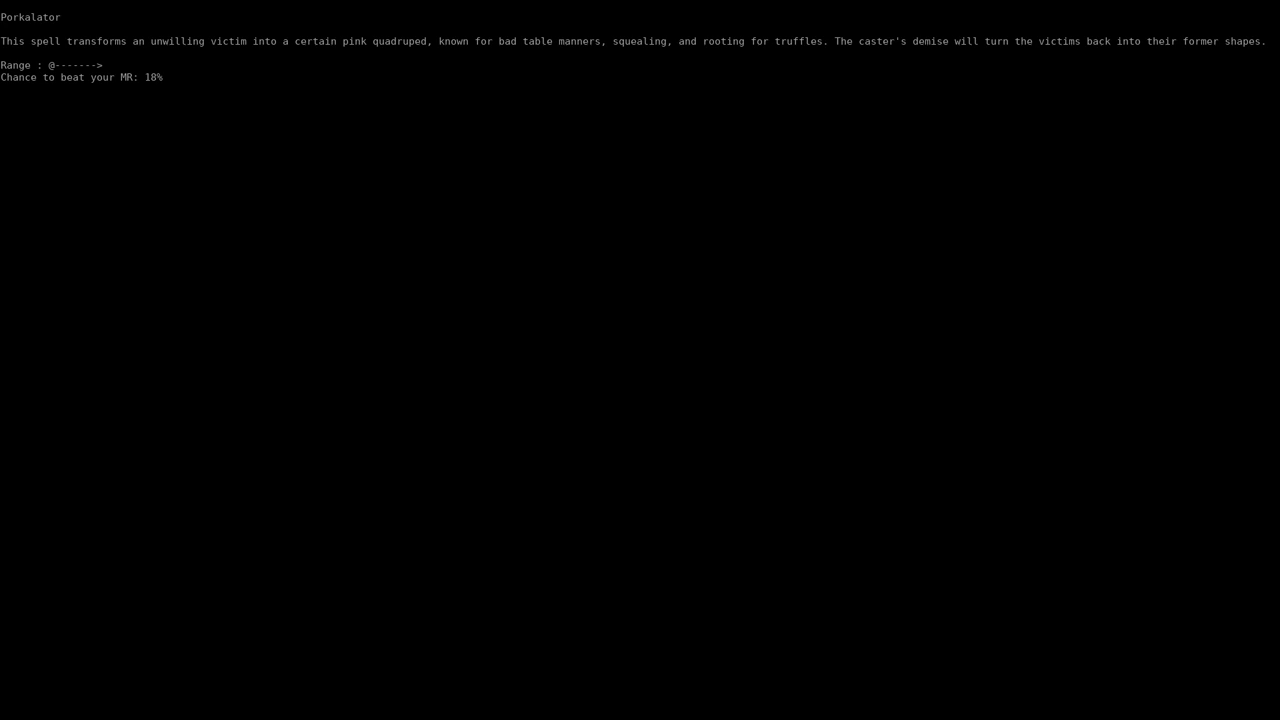 Porkalator
This spell transforms an unwilling victim into a certain pink quadruped, known for bad table manners, squealing, and rooting for truffles. The caster's demise will turn the victims back into their former shapes.
Range : @------->
Chance to beat your MR: 18%